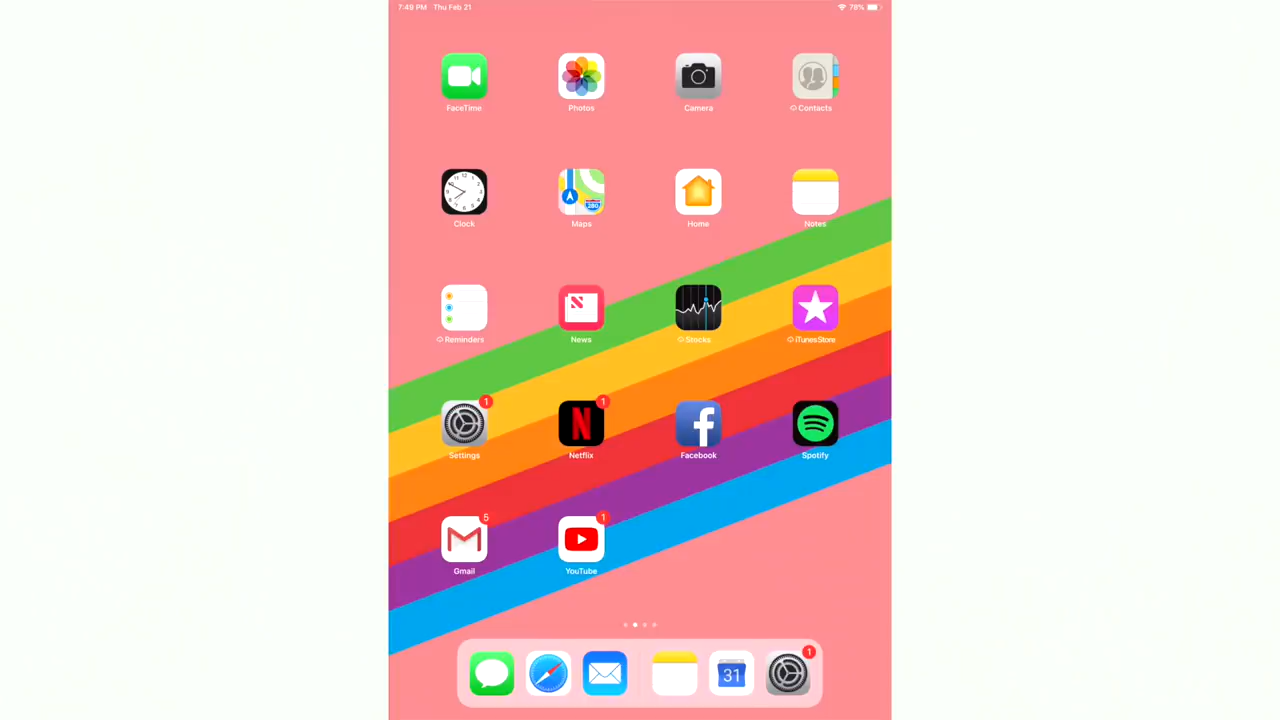 7:49 PM Thu Feb 21 78%
FaceTime Photos Camera Contacts
Clock Maps Home Notes
280
Reminders News Stocks iTunes Store
1 1
Settings Netflix Facebook Spotify
5 1
Gmail YouTube
31 1